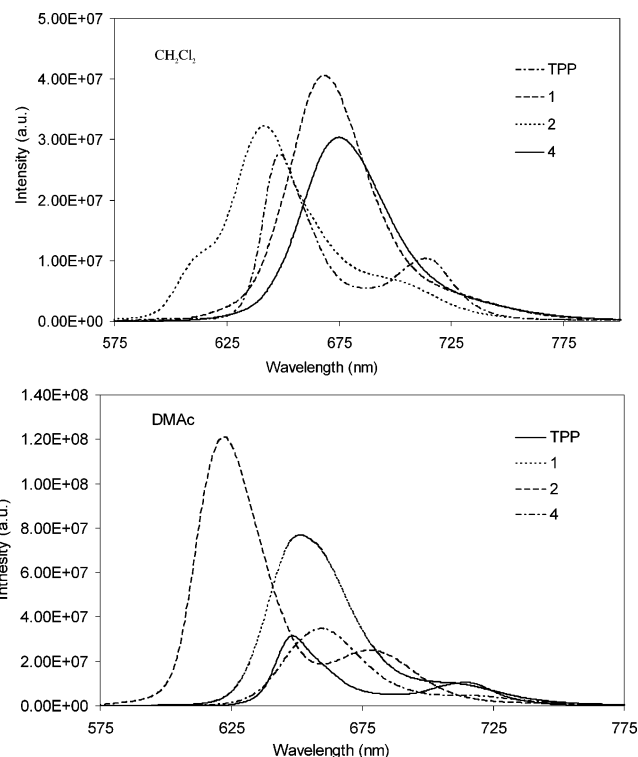 5.00E+07
CH2Cl2
TPP
4.00E+07
1
2
3.00E+07
4
Intensity (a.u.)
2.00E+07
1.00E+07
0.00E+00
575 625 675 725 775
Wavelength (nm)
1.40E+08
DMAc
TPP
1.20E+08
1
2
1.00E+08
4
8.00E+07
Intnesity (a.u.)
6.00E+07
4.00E+07
2.00E+07
0.00E+00
575 625 675 725 775
Wavelength (nm)